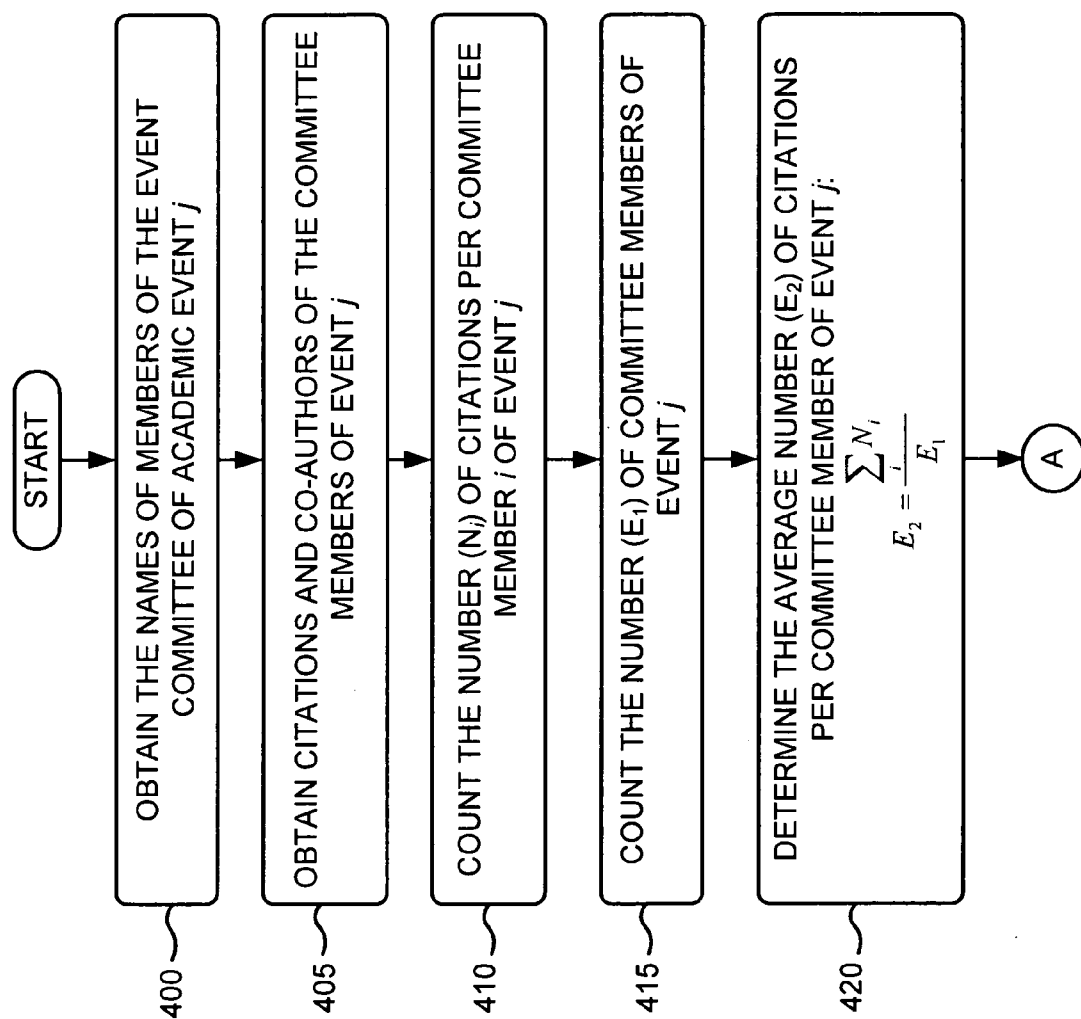 START
400
OBTAIN THE NAMES OF MEMBERS OF THE EVENT
COMMITTEE OF ACADEMIC EVENT j
405
OBTAIN CITATIONS AND CO-AUTHORS OF THE COMMITTEE
MEMBERS OF EVENT j
410
COUNT THE NUMBER (Nᵢ) OF CITATIONS PER COMMITTEE
MEMBER i OF EVENT j
415
COUNT THE NUMBER (E₁) OF COMMITTEE MEMBERS OF
EVENT j
420
DETERMINE THE AVERAGE NUMBER (E₂) OF CITATIONS
PER COMMITTEE MEMBER OF EVENT j:
E₂ = ∑ᵢ Nᵢ / E₁
A